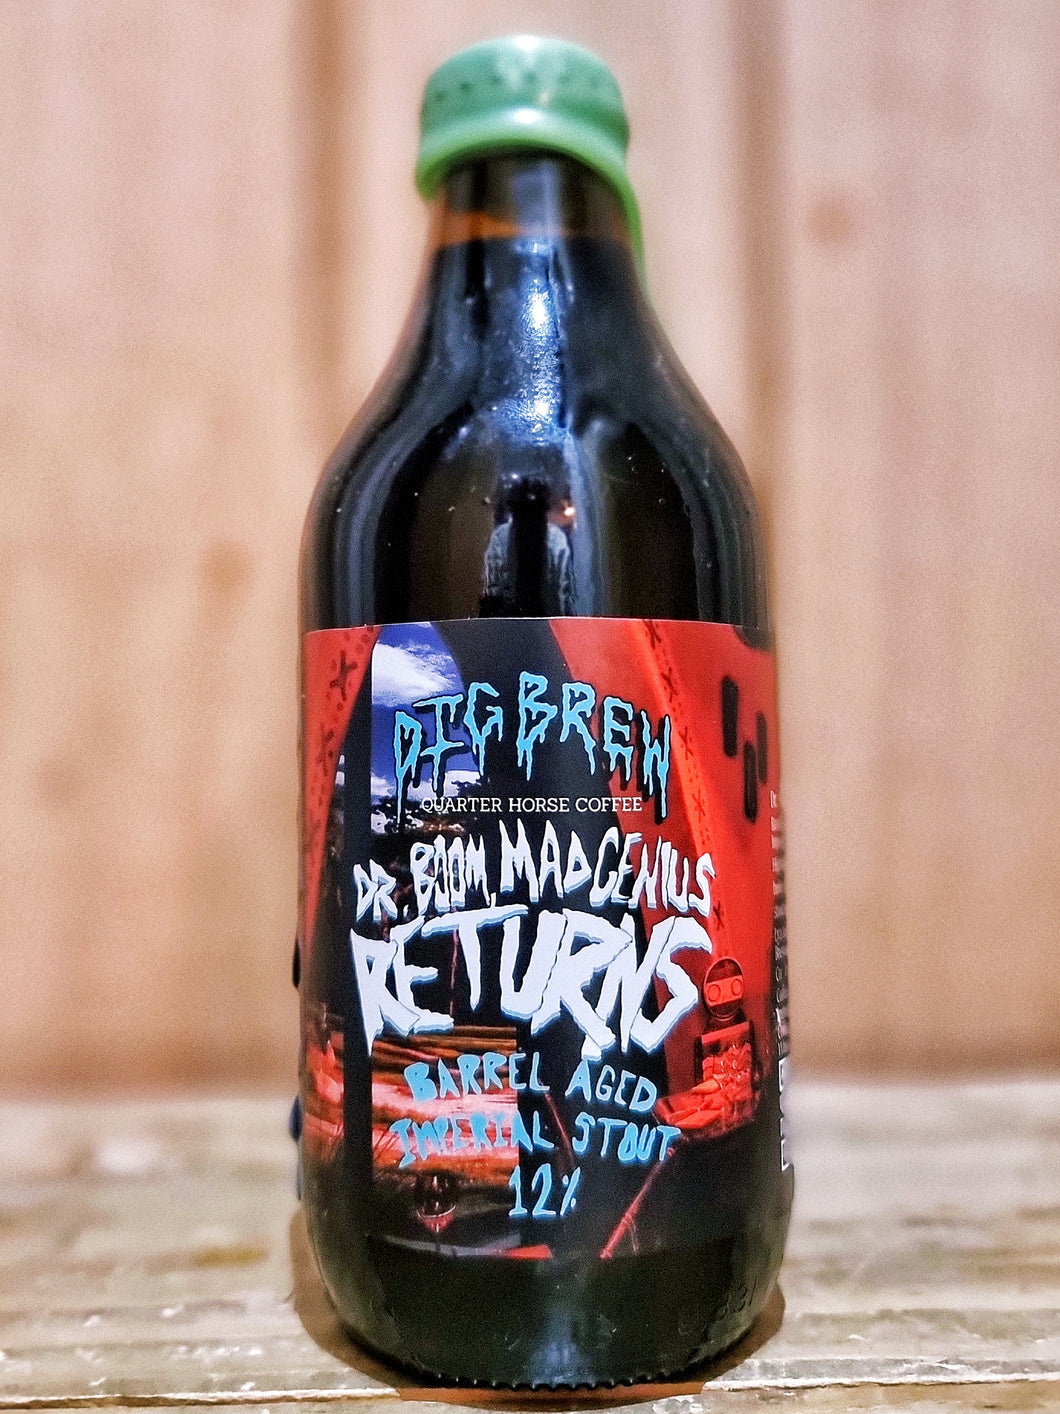 DIG BREW
QUARTER HORSE COFFEE
DR. BOOM, MAD GENIUS
RETURNS
BARREL AGED
IMPERIAL STOUT
12%